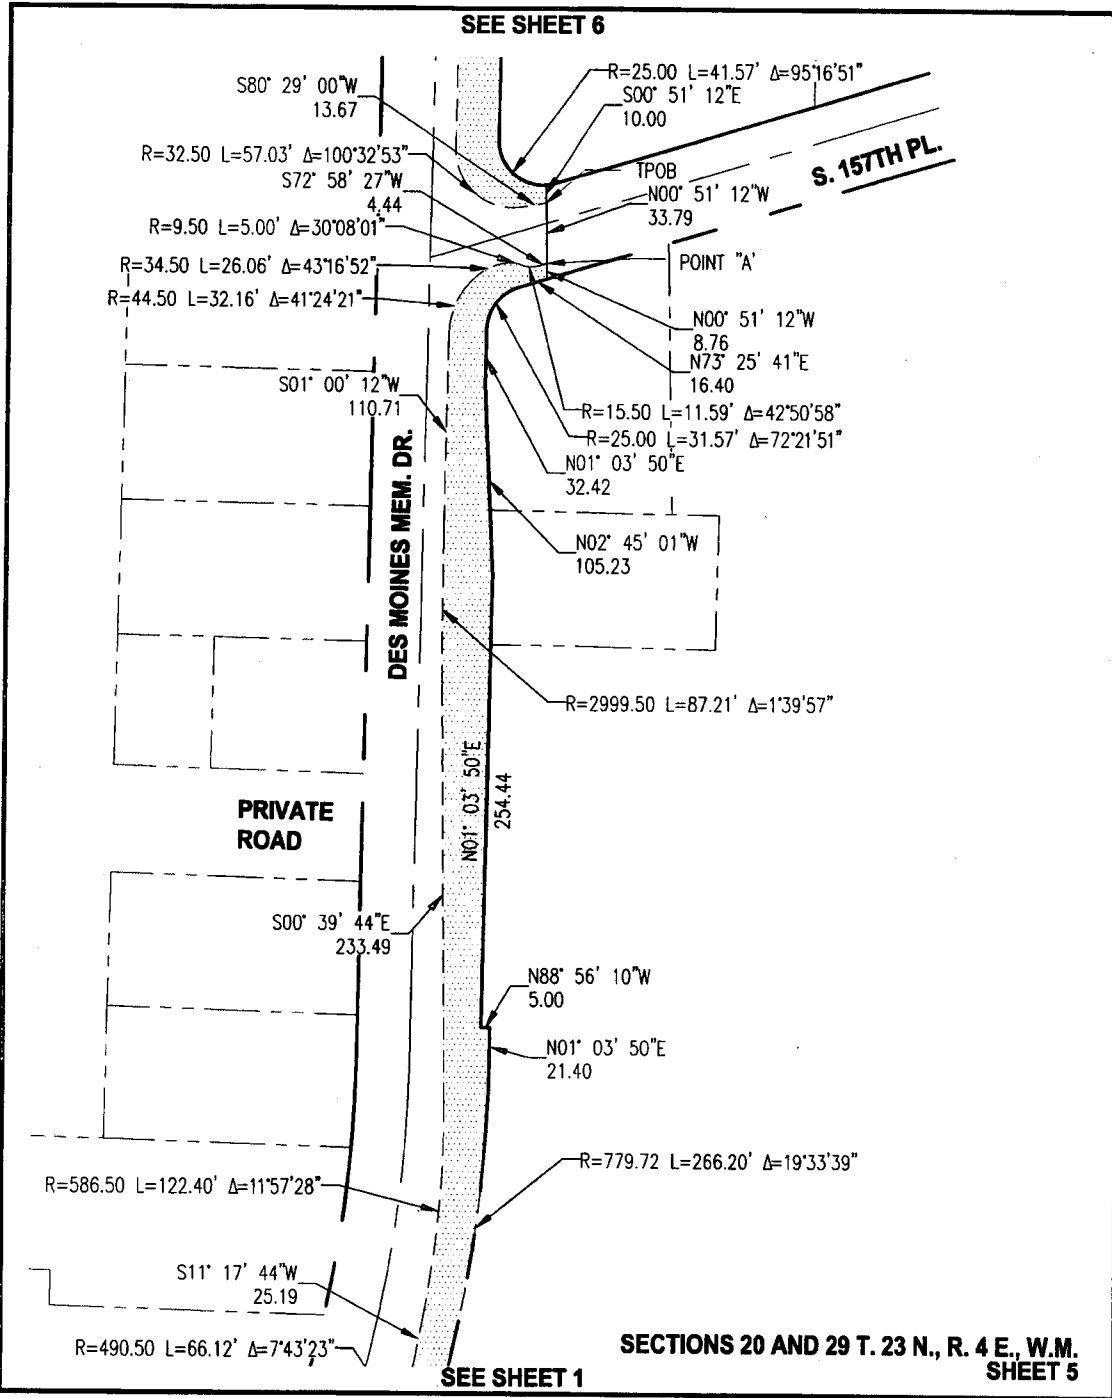 SEE SHEET 6
R=25.00 L=41.57' Δ=95°16'51"
S80° 29' 00"W
13.67
S00° 51' 12"E
10.00
R=32.50 L=57.03' Δ=100°32'53"
S. 157TH PL.
TPOB
S72° 58' 27"W
4.44
N00° 51' 12"W
33.79
R=9.50 L=5.00' Δ=30°08'01"
POINT "A'
R=34.50 L=26.06' Δ=43°16'52"
R=44.50 L=32.16' Δ=41°24'21"
N00° 51' 12"W
8.76
N73° 25' 41"E
16.40
S01° 00' 12"W
110.71
R=15.50 L=11.59' Δ=42°50'58"
R=25.00 L=31.57' Δ=72°21'51"
N01° 03' 50"E
32.42
DES MOINES MEM. DR.
N02° 45' 01"W
105.23
R=2999.50 L=87.21' Δ=1°39'57"
N01° 03' 50"E
254.44
PRIVATE
ROAD
S00° 39' 44"E
233.49
N88° 56' 10"W
5.00
N01° 03' 50"E
21.40
R=779.72 L=266.20' Δ=19°33'39"
R=586.50 L=122.40' Δ=11°57'28"
S11° 17' 44"W
25.19
R=490.50 L=66.12' Δ=7°43'23"
SEE SHEET 1
SECTIONS 20 AND 29 T. 23 N., R. 4 E., W.M.
SHEET 5